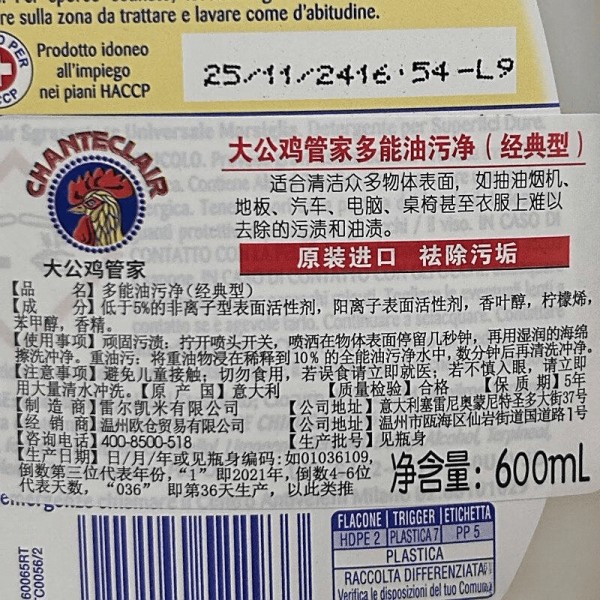 re sulla zona da trattare e lavare come d'abitudine.
Prodotto idoneo
all'impiego
nei piani HACCP
25/11/24 16:54-L9
CHANTECLAIR
大公鸡管家
大公鸡管家多能油污净（经典型）
适合清洁众多物体表面，如抽油烟机、
地板、汽车、电脑、桌椅甚至衣服上难以
去除的污渍和油渍。
原装进口 祛除污垢
【品 名】多能油污净（经典型）
【成 分】低于5%的非离子型表面活性剂，阳离子表面活性剂，香叶醇，柠檬烯，
苯甲醇，香精。
【使用事项】顽固污渍：拧开喷头开关，喷洒在物体表面停留几秒钟，再用湿润的海绵
擦洗冲净。重油污：将重油物浸在稀释到10%的全能油污净水中，数分钟后再清洗冲净。
【注意事项】避免儿童接触；切勿食用，若误食请立即就医；若不慎入眼，请立即
用大量清水冲洗。【原 产 国】意大利 【质量检验】合格 【保 质 期】5年
【制 造 商】雷尔凯米有限公司 【公司地址】意大利塞雷尼奥蒙尼特圣多大街37号
【经 销 商】温州欧仓贸易有限公司 【公司地址】温州市瓯海区仙岩街道国道路1号
【咨询电话】400-8500-518 【生产批号】见瓶身
【生产日期】日/月/年或见瓶身编码：如01036109,
倒数第三位代表年份，“1”即2021年，倒数4-6位
代表天数，“036” 即第36天生产，以此类推
净含量：600mL
60065RT
TC0056/2
FLACONE TRIGGER ETICHETTA
HDPE 2 PLASTICA 7 PP 5
PLASTICA
RACCOLTA DIFFERENZIATA
Verifica le disposizioni del tuo Comune